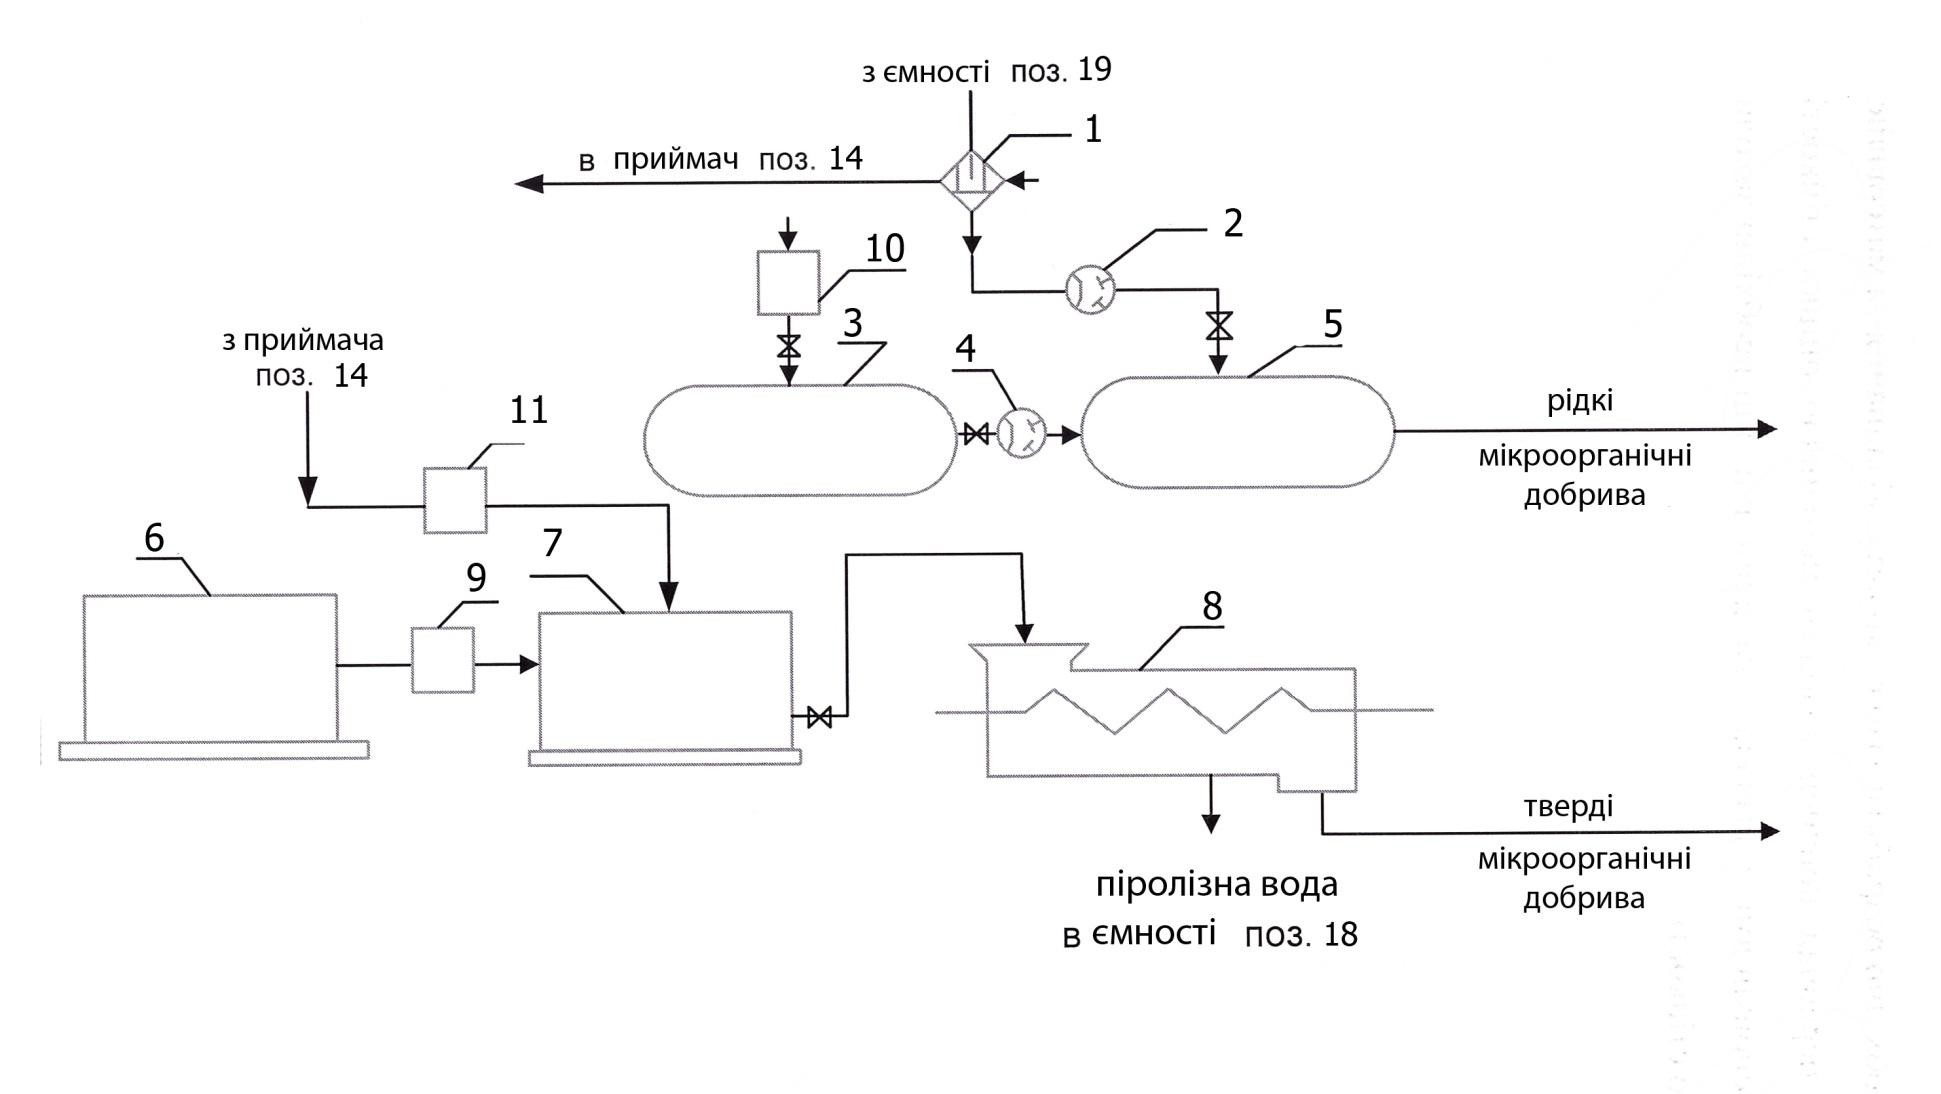 з ємності поз. 19
1
в приймач поз. 14
2
10
3
5
з приймача
поз. 14
4
11
рідкі
мікроорганічні
добрива
6
7
9
8
тверді
мікроорганічні
добрива
піролізна вода
в ємності поз. 18